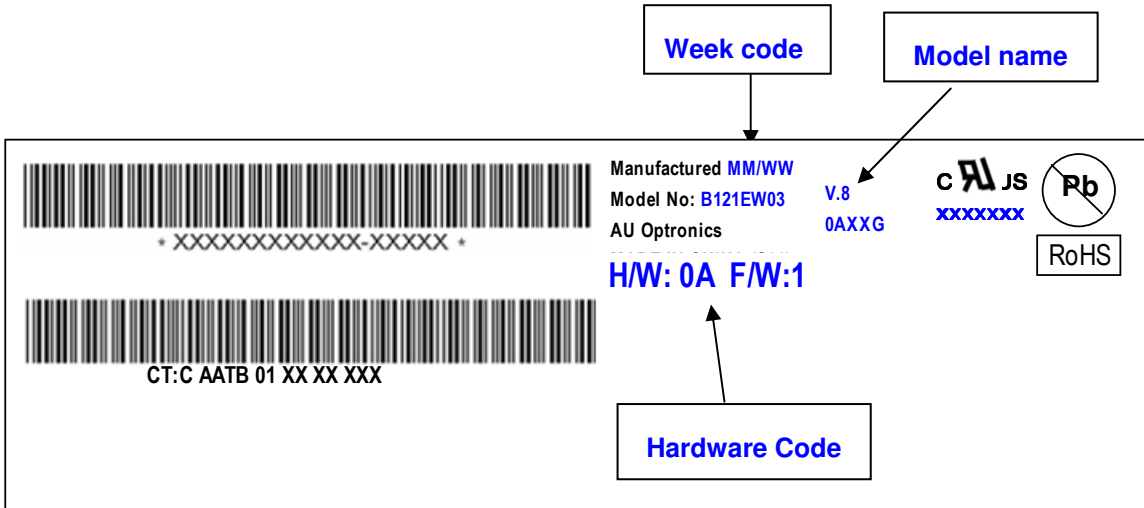 Week code
Model name
Manufactured MM/WW
Model No: B121EW03 V.8
AU Optronics 0AXXG
H/W: 0A F/W:1
* XXXXXXXXXXXX-XXXXX *
CT:C AATB 01 XX XX XXX
C JS
XXXXXXX
Pb
RoHS
Hardware Code